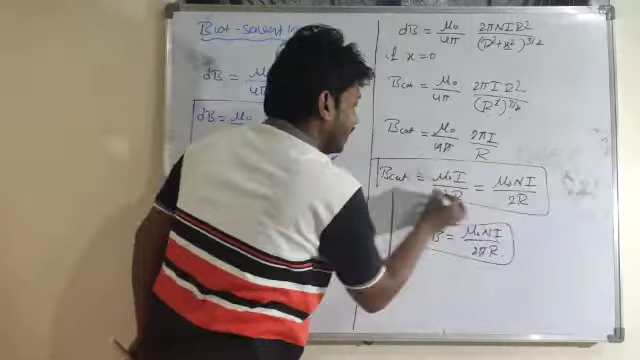 Biot-savart
dB = μ₀/4π
dB = μ₀
dB = μ₀/4π 2πNIR²/(R²+x²)^3/2
if x=0
Bcat = μ₀/4π 2πIR²/(R²)^3/2
Bcat = μ₀/4π 2πI/R
Bcat = μ₀I/2R = μ₀NI/2R
B = μ₀NI/2πR